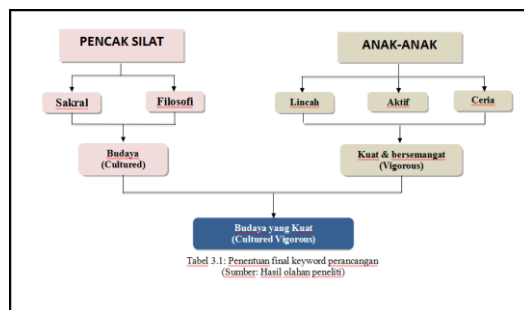 PENCAK SILAT
ANAK-ANAK
Sakral
Filosofi
Lincah
Aktif
Ceria
Budaya
(Cultured)
Kuat & bersemangat
(Vigorous)
Budaya yang Kuat
(Cultured Vigorous)
Tabel 3.1: Penentuan final keyword perancangan
(Sumber: Hasil olahan peneliti)